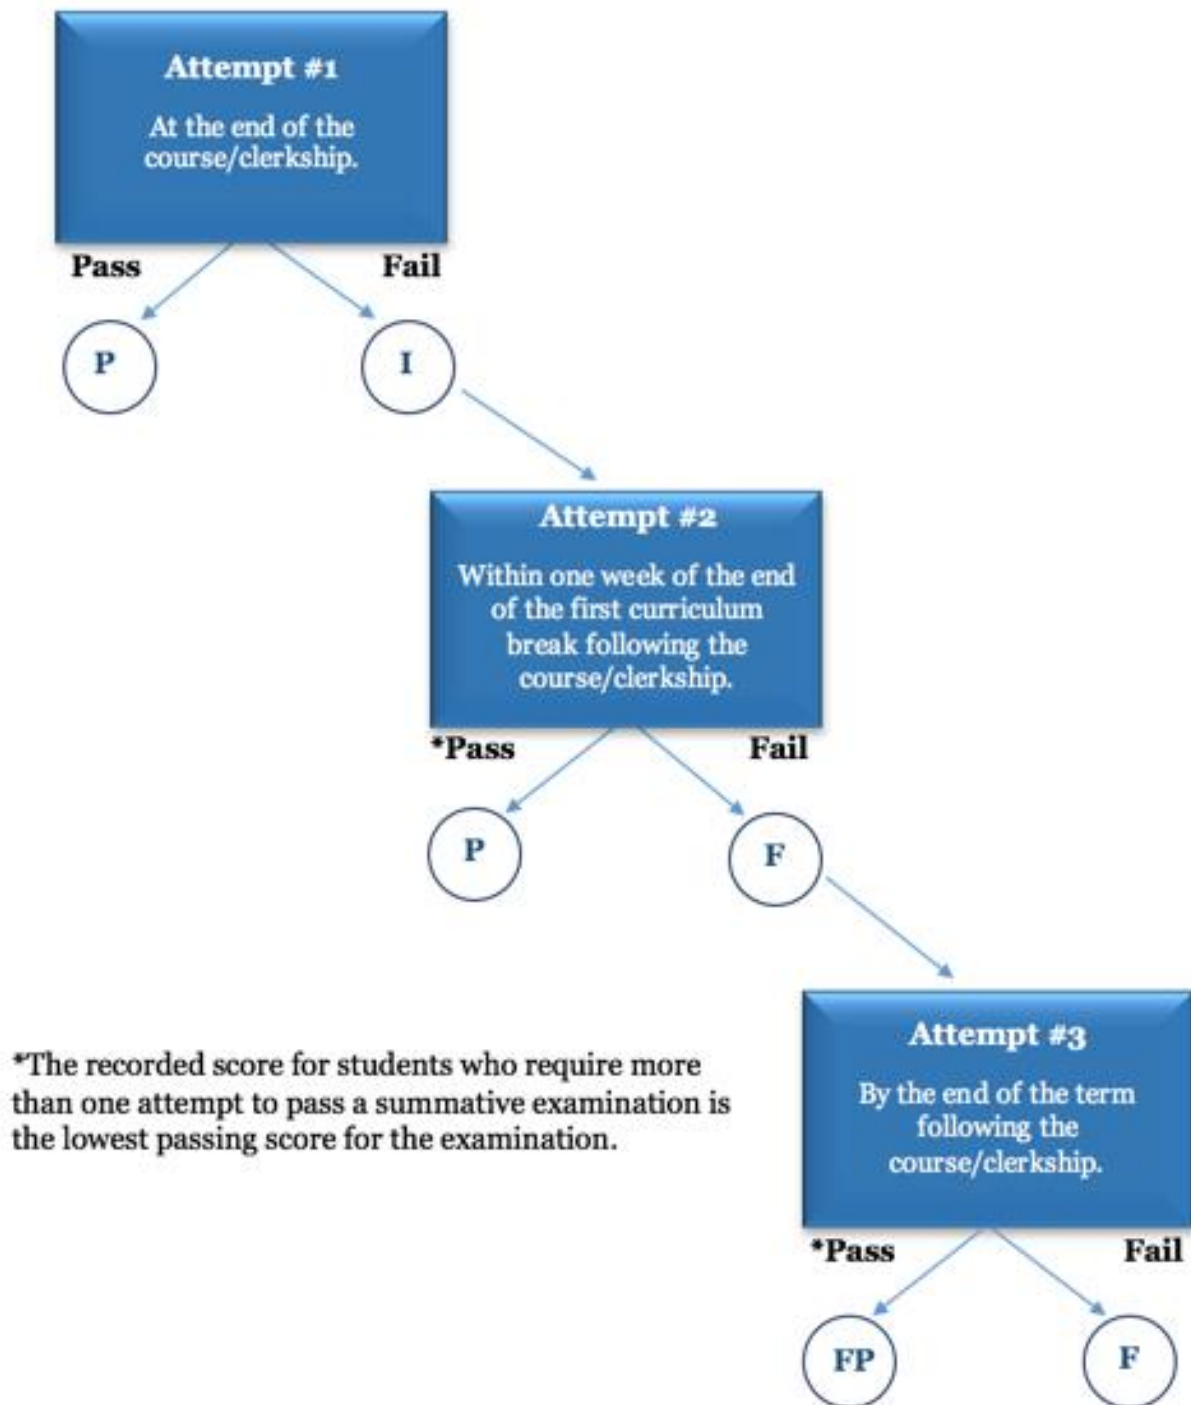 Attempt #1
At the end of the
course/clerkship.
Pass
Fail
P
I
Attempt #2
Within one week of the end
of the first curriculum
break following the
course/clerkship.
*Pass
Fail
P
F
Attempt #3
By the end of the term
following the
course/clerkship.
*Pass
Fail
FP
F
*The recorded score for students who require more
than one attempt to pass a summative examination is
the lowest passing score for the examination.